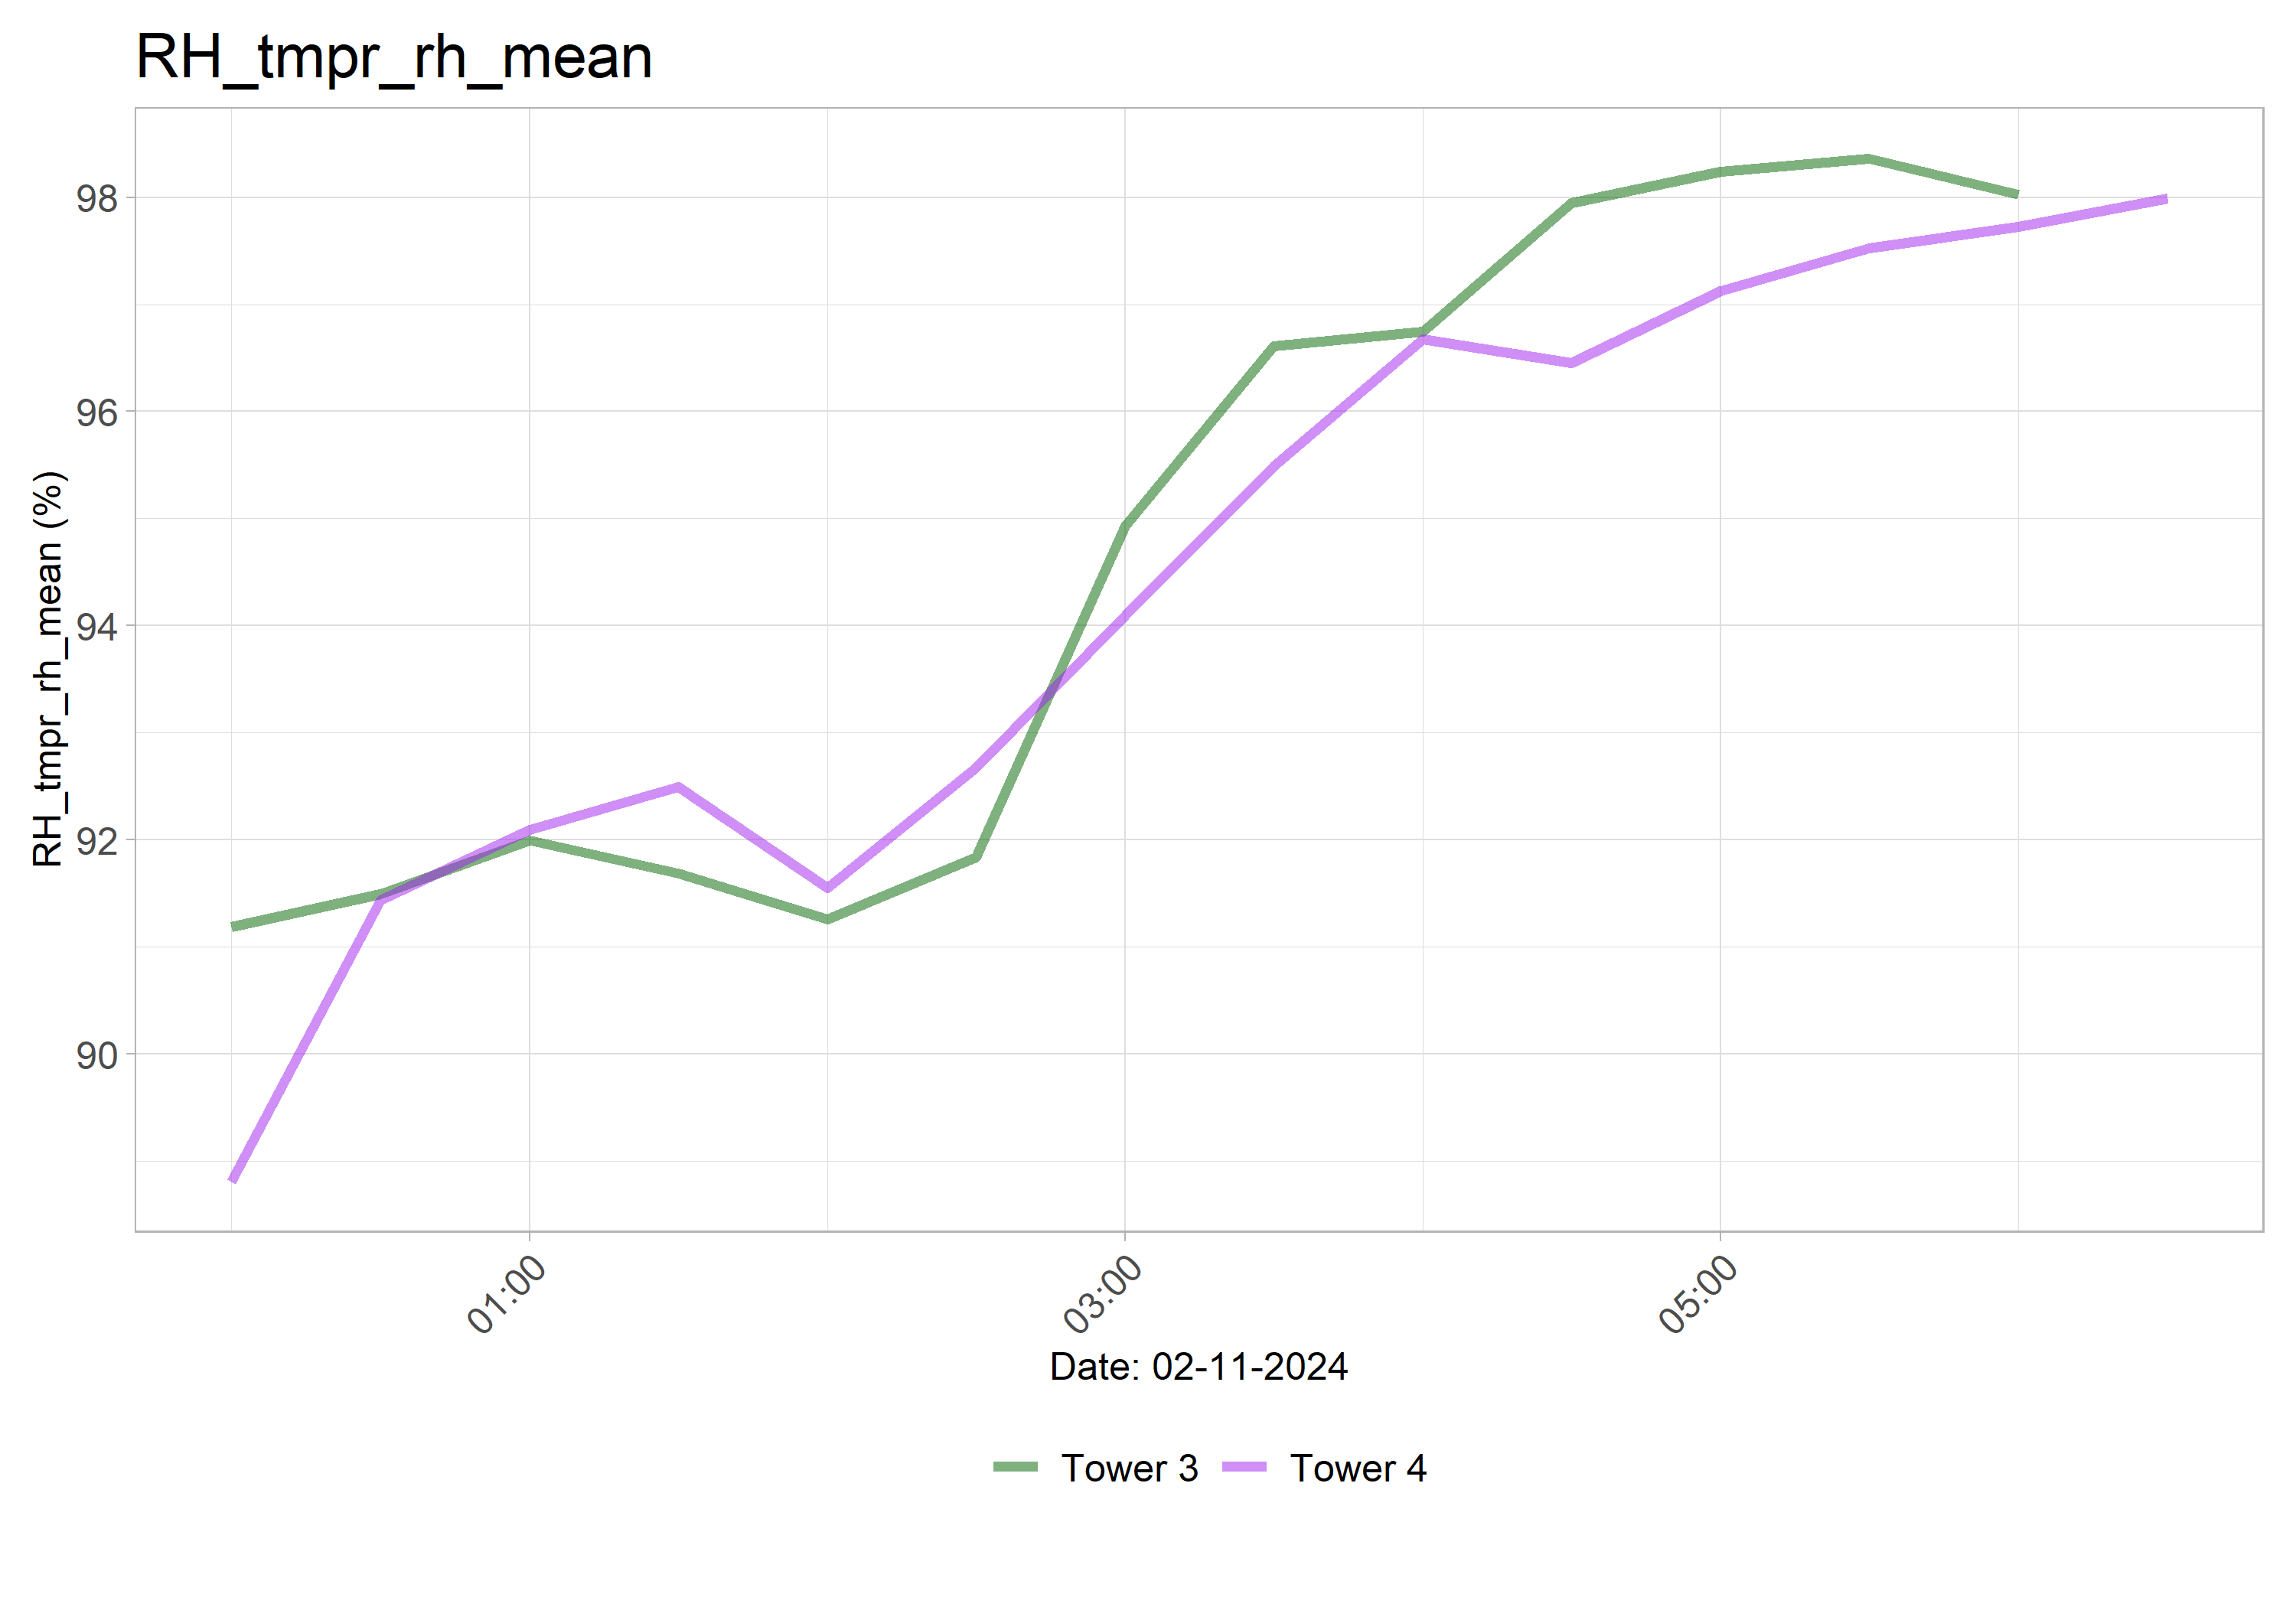 RH_tmpr_rh_mean
RH_tmpr_rh_mean (%)
98
96
94
92
90
01:00
03:00
05:00
Date: 02-11-2024
Tower 3
Tower 4